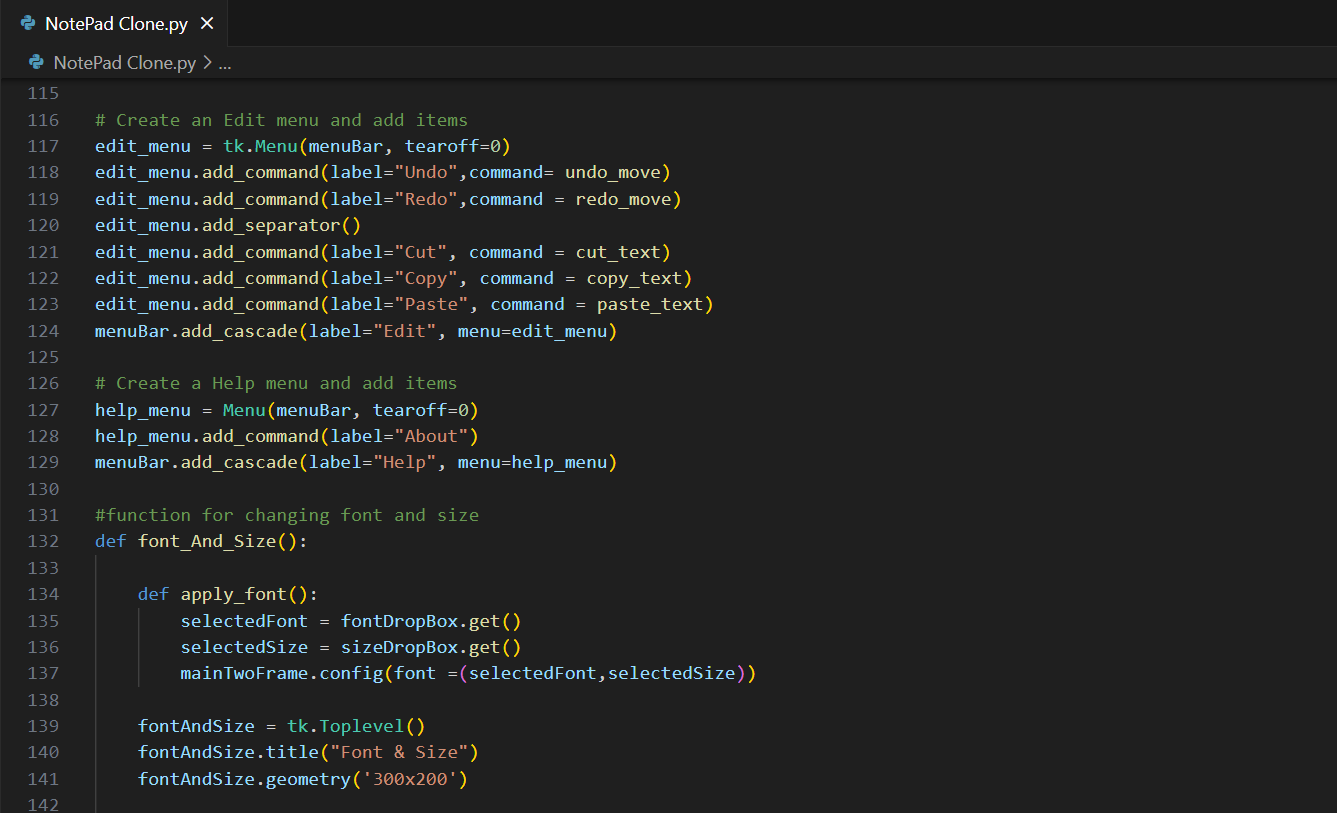 NotePad Clone.py ×
NotePad Clone.py > ...
115
116 # Create an Edit menu and add items
117 edit_menu = tk.Menu(menuBar, tearoff=0)
118 edit_menu.add_command(label="Undo",command= undo_move)
119 edit_menu.add_command(label="Redo",command = redo_move)
120 edit_menu.add_separator()
121 edit_menu.add_command(label="Cut", command = cut_text)
122 edit_menu.add_command(label="Copy", command = copy_text)
123 edit_menu.add_command(label="Paste", command = paste_text)
124 menuBar.add_cascade(label="Edit", menu=edit_menu)
125
126 # Create a Help menu and add items
127 help_menu = Menu(menuBar, tearoff=0)
128 help_menu.add_command(label="About")
129 menuBar.add_cascade(label="Help", menu=help_menu)
130
131 #function for changing font and size
132 def font_And_Size():
133
134     def apply_font():
135         selectedFont = fontDropBox.get()
136         selectedSize = sizeDropBox.get()
137         mainTwoFrame.config(font =(selectedFont,selectedSize))
138
139     fontAndSize = tk.Toplevel()
140     fontAndSize.title("Font & Size")
141     fontAndSize.geometry('300x200')
142